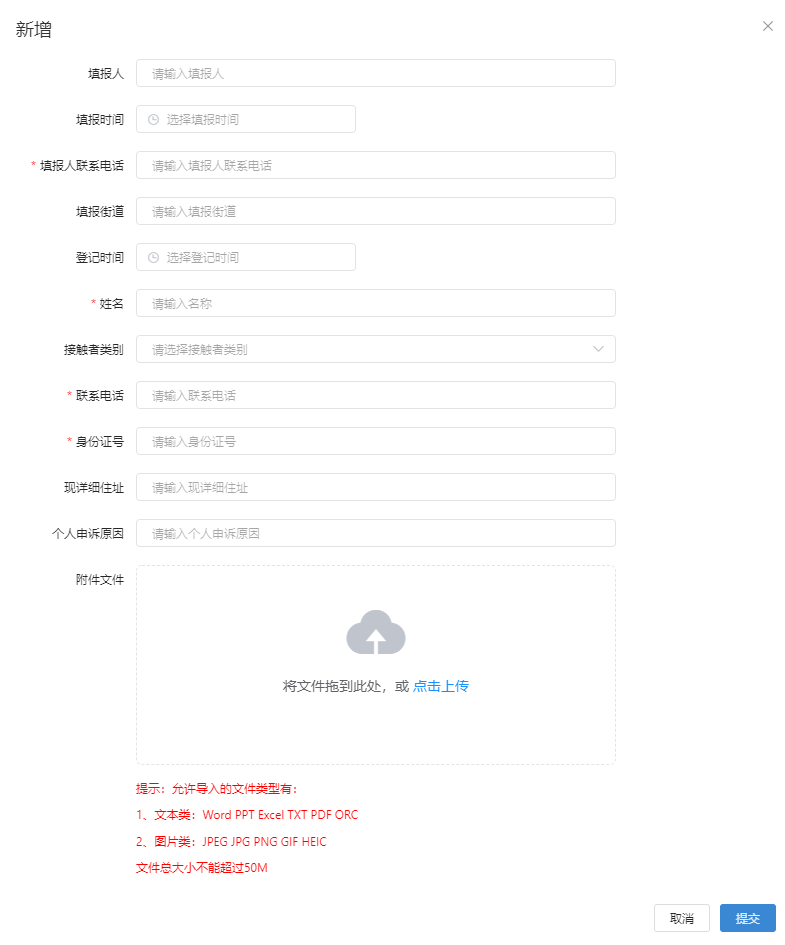 新增
填报人 请输入填报人
填报时间 选择填报时间
* 填报人联系电话 请输入填报人联系电话
填报街道 请输入填报街道
登记时间 选择登记时间
* 姓名 请输入名称
接触者类别 请选择接触者类别
* 联系电话 请输入联系电话
* 身份证号 请输入身份证号
现详细住址 请输入现详细住址
个人申诉原因 请输入个人申诉原因
附件文件
将文件拖到此处，或 点击上传
提示：允许导入的文件类型有：
1、文本类：Word PPT Excel TXT PDF ORC
2、图片类：JPEG JPG PNG GIF HEIC
文件总大小不能超过50M
取消 提交